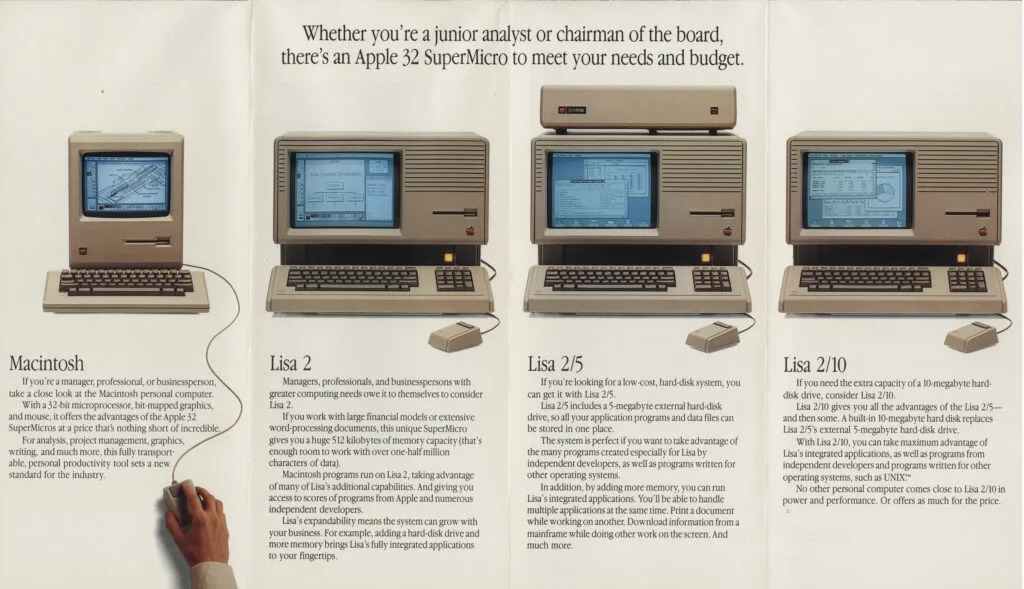 Whether you're a junior analyst or chairman of the board,
there's an Apple 32 SuperMicro to meet your needs and budget.
Macintosh
If you're a manager, professional, or businessperson,
take a close look at the Macintosh personal computer.
With a 32-bit microprocessor, bit-mapped graphics,
and mouse, it offers the advantages of the Apple 32
SuperMicros at a price that's nothing short of incredible.
For analysis, project management, graphics,
writing, and much more, this fully transport-
able, personal productivity tool sets a new
standard for the industry.
Lisa 2
Managers, professionals, and businesspersons with
greater computing needs owe it to themselves to consider
Lisa 2.
If you work with large financial models or extensive
word-processing documents, this unique SuperMicro
gives you a huge 512 kilobytes of memory capacity (that's
enough room to work with over one-half million
characters of data).
Macintosh programs run on Lisa 2, taking advantage
of many of Lisa's additional capabilities. And giving you
access to scores of programs from Apple and numerous
independent developers.
Lisa's expandability means the system can grow with
your business. For example, adding a hard-disk drive and
more memory brings Lisa's fully integrated applications
to your fingertips.
Lisa 2/5
If you're looking for a low-cost, hard-disk system, you
can get it with Lisa 2/5.
Lisa 2/5 includes a 5-megabyte external hard-disk
drive, so all your application programs and data files can
be stored in one place.
The system is perfect if you want to take advantage of
the many programs created especially for Lisa by
independent developers, as well as programs written for
other operating systems.
In addition, by adding more memory, you can run
Lisa's integrated applications. You'll be able to handle
multiple applications at the same time. Print a document
while working on another. Download information from a
mainframe while doing other work on the screen. And
much more.
Lisa 2/10
If you need the extra capacity of a 10-megabyte hard-
disk drive, consider Lisa 2/10.
Lisa 2/10 gives you all the advantages of the Lisa 2/5—
and then some. A built-in 10-megabyte hard disk replaces
Lisa 2/5's external 5-megabyte hard-disk drive.
With Lisa 2/10, you can take maximum advantage of
Lisa's integrated applications, as well as programs from
independent developers and programs written for other
operating systems, such as UNIX.™
No other personal computer comes close to Lisa 2/10 in
power and performance. Or offers as much for the price.